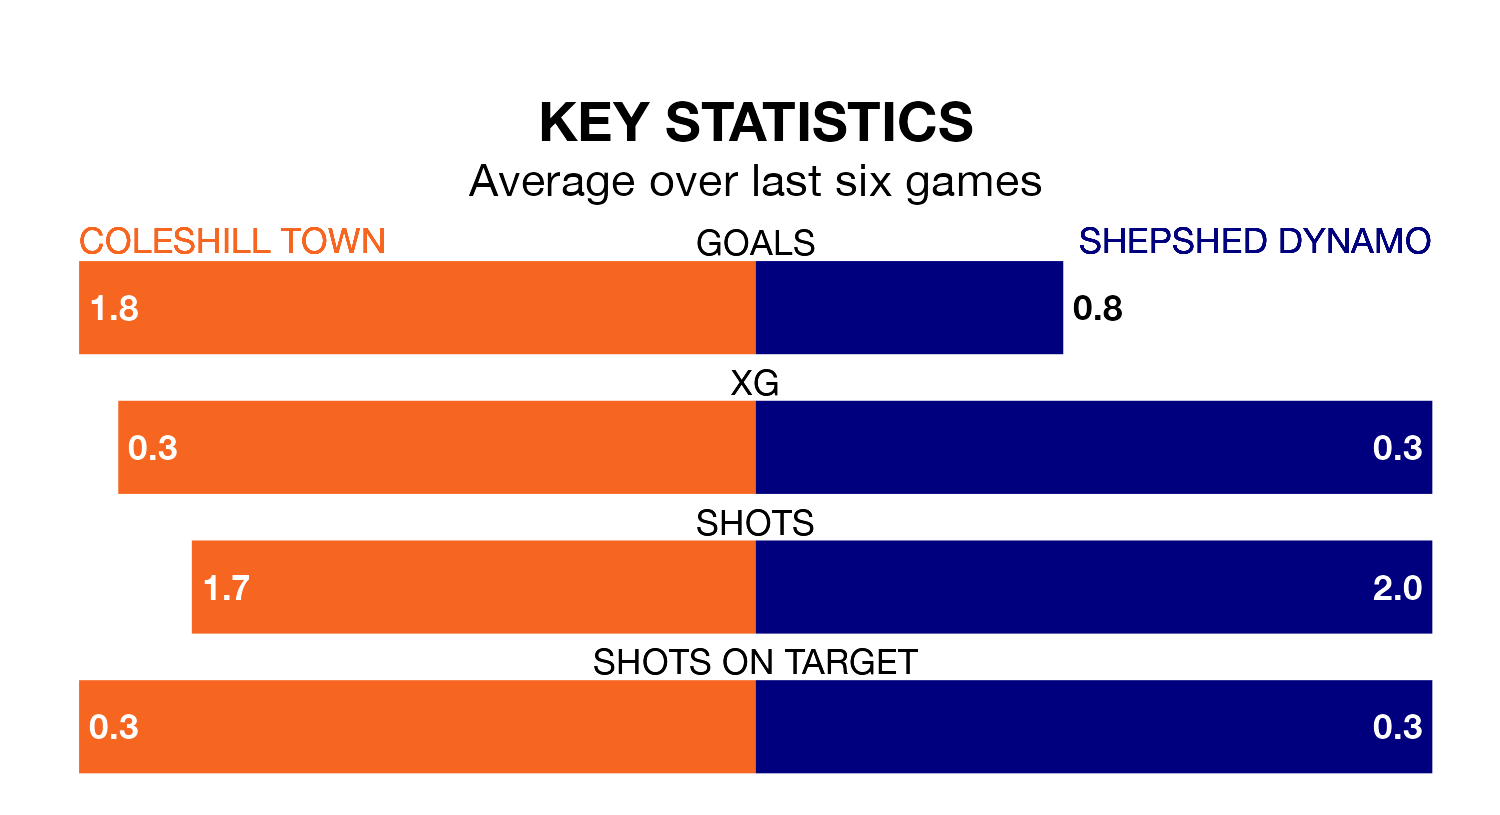 KEY STATISTICS
Average over last six games
COLESHILL TOWN GOALS SHEPSHED DYNAMO
1.8 0.8
XG
0.3 0.3
SHOTS
1.7 2.0
SHOTS ON TARGET
0.3 0.3